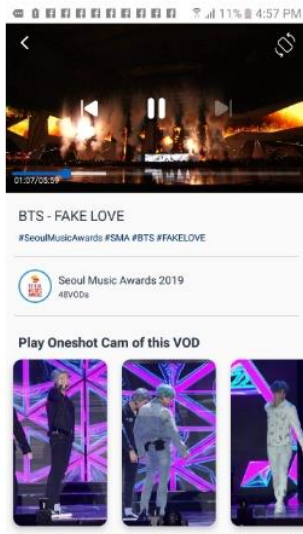 11% 4:57 PM
01:07/05:59
BTS - FAKE LOVE
#SeoulMusicAwards #SMA #BTS #FAKELOVE
Seoul Music Awards 2019
48VODs
Play Oneshot Cam of this VOD